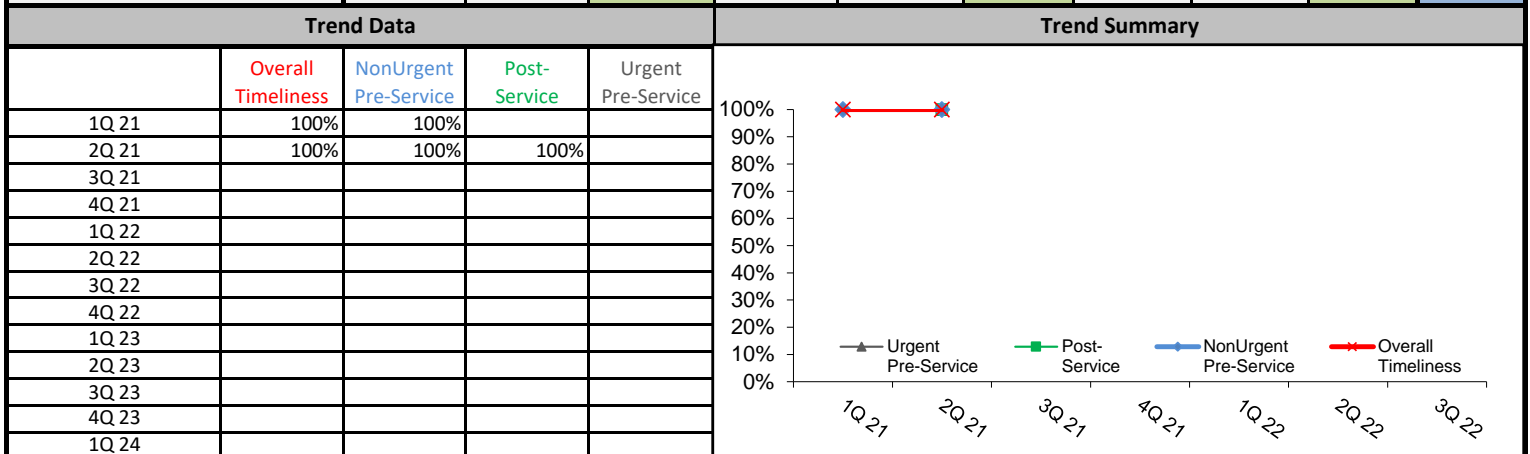 Trend Data
Trend Summary
Overall Timeliness
NonUrgent Pre-Service
Post-Service
Urgent Pre-Service
1Q 21 100% 100%
2Q 21 100% 100% 100%
3Q 21
4Q 21
1Q 22
2Q 22
3Q 22
4Q 22
1Q 23
2Q 23
3Q 23
4Q 23
1Q 24
100%
90%
80%
70%
60%
50%
40%
30%
20%
10%
0%
Urgent
Pre-Service
Post-
Service
NonUrgent
Pre-Service
Overall
Timeliness
1Q 21
2Q 21
3Q 21
4Q 21
1Q 22
2Q 22
3Q 22